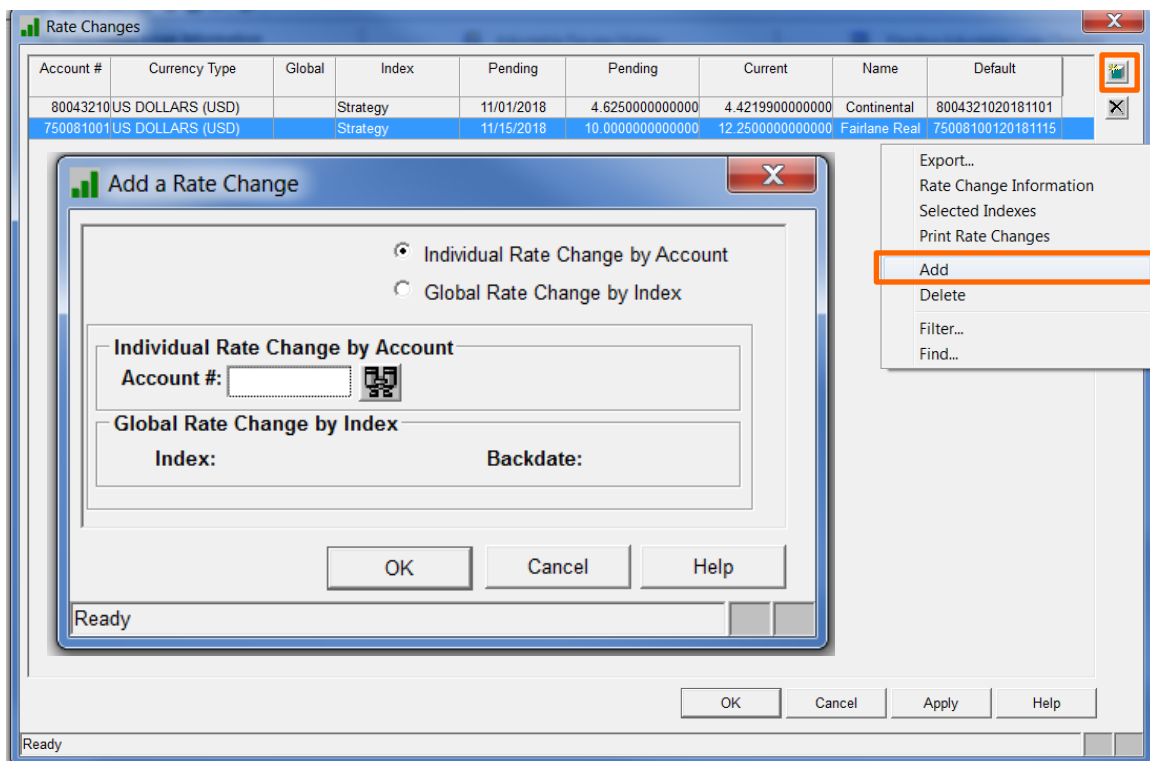 Rate Changes
Account # Currency Type Global Index Pending Pending Current Name Default
80043210 US DOLLARS (USD) Strategy 11/01/2018 4.6250000000000 4.4219900000000 Continental 8004321020181101
750081001 US DOLLARS (USD) Strategy 11/15/2018 10.0000000000000 12.2500000000000 Fairlane Real 75008100120181115
Export...
Rate Change Information
Selected Indexes
Print Rate Changes
Add
Delete
Filter...
Find...
Add a Rate Change
Individual Rate Change by Account
Global Rate Change by Index
Individual Rate Change by Account
Account #:
Global Rate Change by Index
Index: Backdate:
OK Cancel Help
Ready
OK Cancel Apply Help
Ready